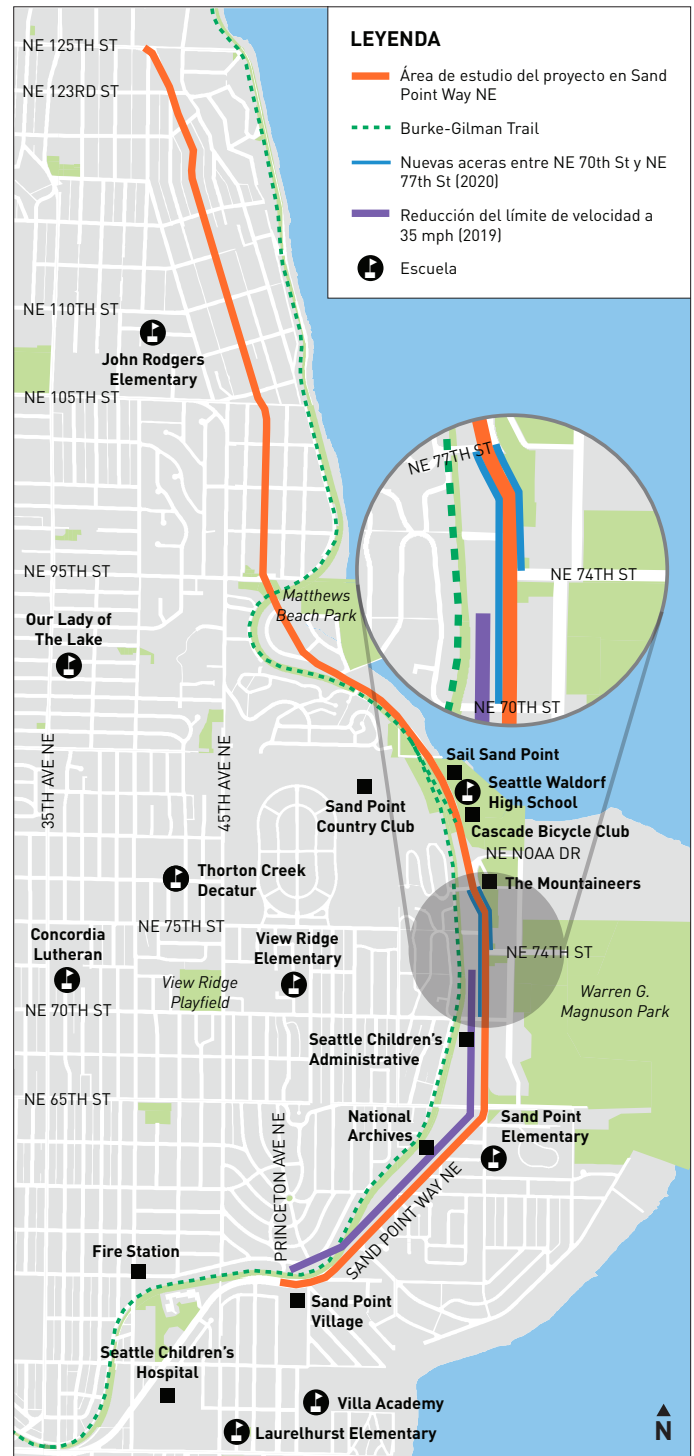 LEYENDA
Área de estudio del proyecto en Sand
Point Way NE
Burke-Gilman Trail
Nuevas aceras entre NE 70th St y NE
77th St (2020)
Reducción del límite de velocidad a
35 mph (2019)
Escuela
NE 125TH ST
NE 123RD ST
NE 110TH ST
John Rodgers
Elementary
NE 105TH ST
NE 77TH ST
NE 74TH ST
NE 70TH ST
NE 95TH ST
Matthews
Beach Park
Our Lady of
The Lake
35TH AVE NE
45TH AVE NE
Sail Sand Point
Seattle Waldorf
High School
Sand Point
Country Club
Cascade Bicycle Club
NE NOAA DR
Thorton Creek
Decatur
The Mountaineers
NE 75TH ST
Concordia
Lutheran
View Ridge
Elementary
NE 74TH ST
View Ridge
Playfield
Warren G.
Magnuson Park
NE 70TH ST
Seattle Children's
Administrative
NE 65TH ST
National
Archives
Sand Point
Elementary
PRINCETON AVE NE
SAND POINT WAY NE
Fire Station
Sand Point
Village
Seattle Children's
Hospital
Villa Academy
Laurelhurst Elementary
N